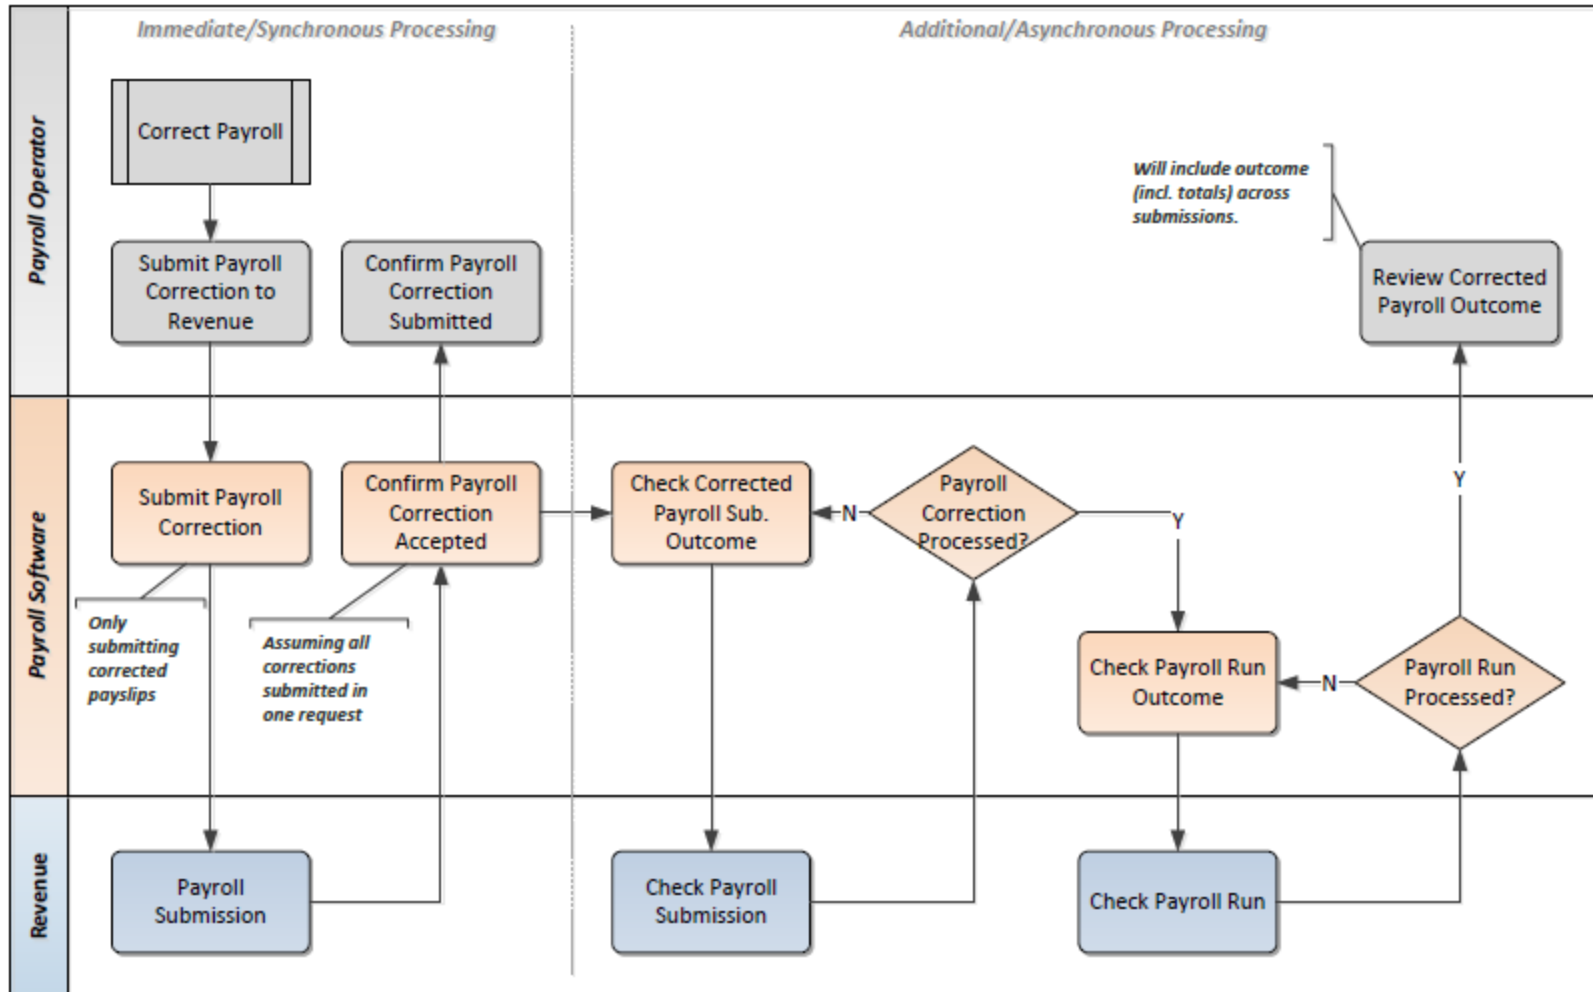 Immediate/Synchronous Processing
Additional/Asynchronous Processing
Payroll Operator
Correct Payroll
Will include outcome
(incl. totals) across
submissions.
Submit Payroll
Correction to
Revenue
Confirm Payroll
Correction
Submitted
Review Corrected
Payroll Outcome
Payroll Software
Submit Payroll
Correction
Confirm Payroll
Correction
Accepted
Check Corrected
Payroll Sub.
Outcome
N
Payroll
Correction
Processed?
Y
Y
Only
submitting
corrected
payslips
Assuming all
corrections
submitted in
one request
Check Payroll Run
Outcome
N
Payroll Run
Processed?
Revenue
Payroll
Submission
Check Payroll
Submission
Check Payroll Run